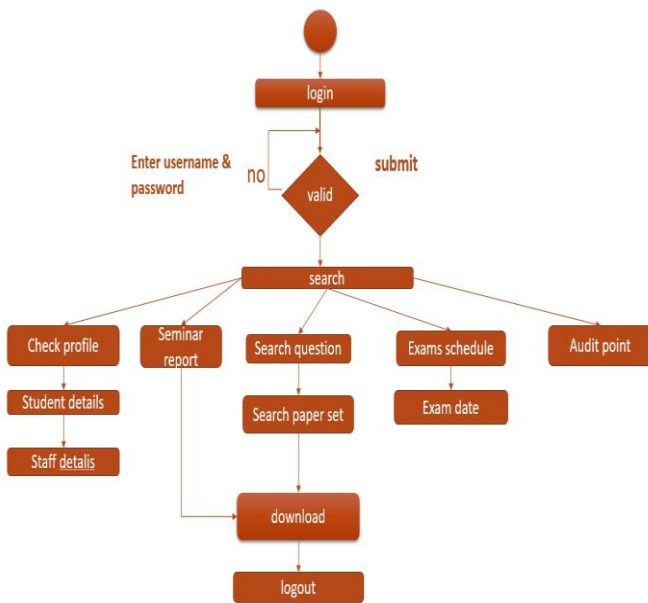 login
Enter username &
password
no
submit
valid
search
Check profile
Seminar
report
Search question
Exams schedule
Audit point
Student details
Search paper set
Exam date
Staff detalis
download
logout